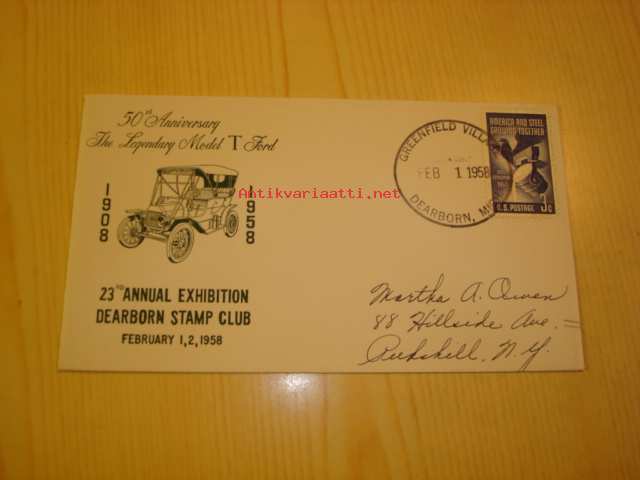 50th Anniversary
The Legendary Model T Ford
1908
1958
23RD ANNUAL EXHIBITION
DEARBORN STAMP CLUB
FEBRUARY 1, 2, 1958
GREENFIELD VILLA
FEB 1 1958
DEARBORN, MI
AMERICA AND STEEL
GROWING TOGETHER
U.S. POSTAGE 3c
Martha A. Owen
88 Hillside Ave.
Peekskill, N.Y.
Antikvariaatti.net